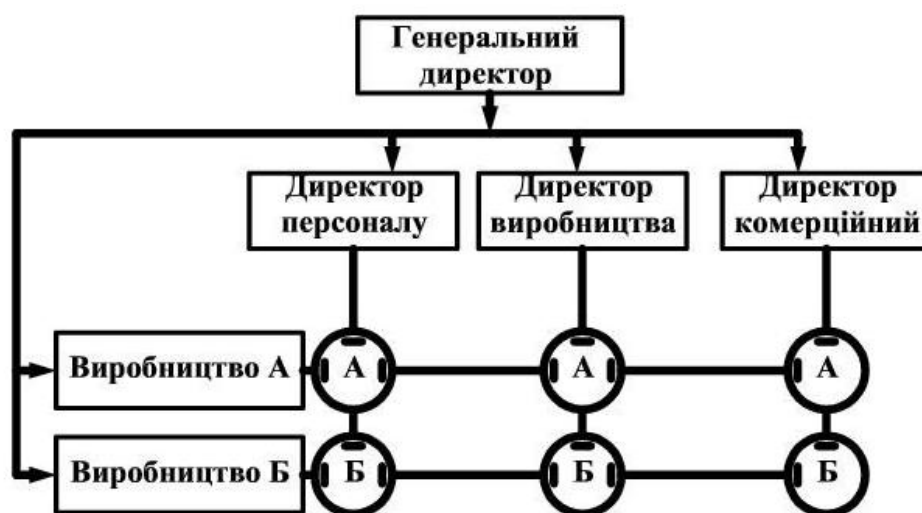 Генеральний
директор
Директор
персоналу
Директор
виробництва
Директор
комерційний
Виробництво А
А
А
А
Виробництво Б
Б
Б
Б